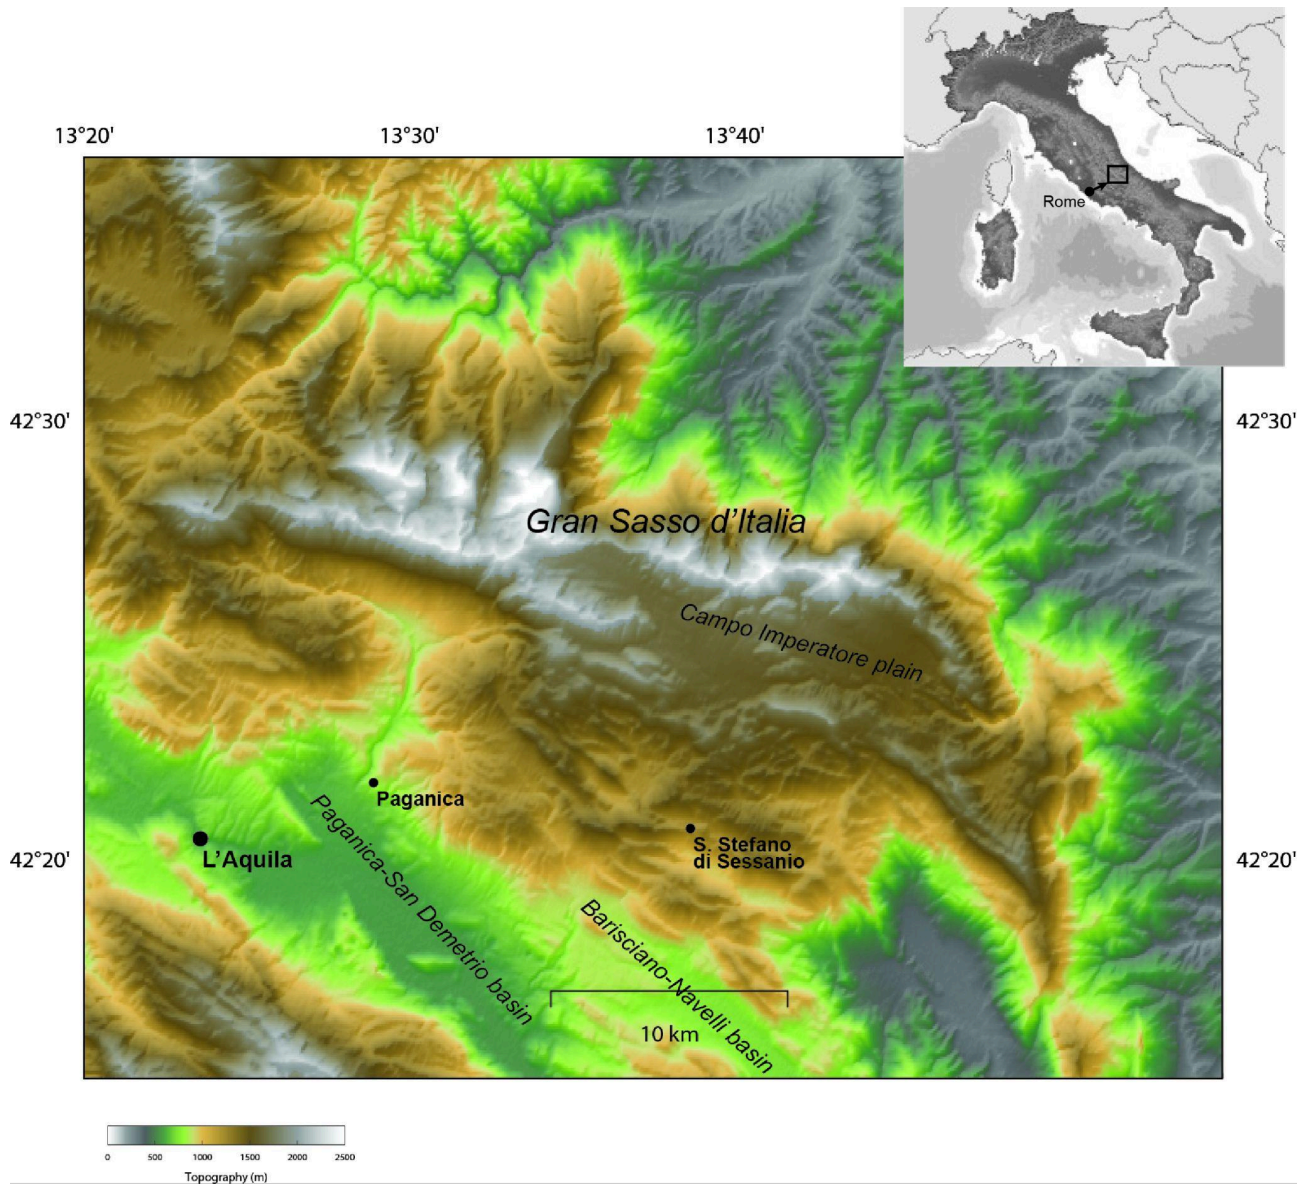 Rome
13°20'
13°30'
13°40'
42°30'
42°30'
Gran Sasso d'Italia
Campo Imperatore plain
Paganica
L'Aquila
S. Stefano
di Sessanio
Paganica-San Demetrio basin
Barisciano-Navelli basin
42°20'
42°20'
10 km
0 500 1000 1500 2000 2500
Topography (m)